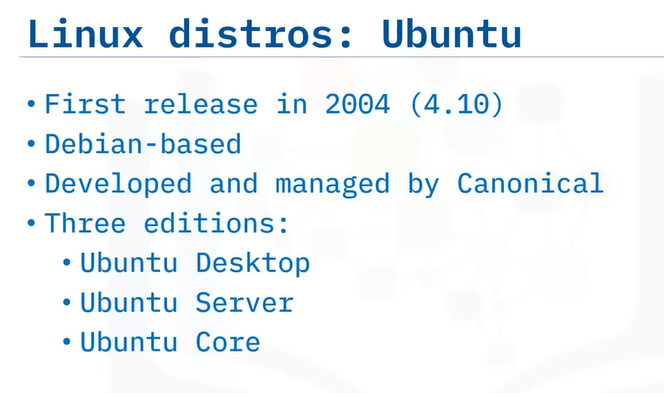 Linux distros: Ubuntu
• First release in 2004 (4.10)
• Debian-based
• Developed and managed by Canonical
• Three editions:
• Ubuntu Desktop
• Ubuntu Server
• Ubuntu Core